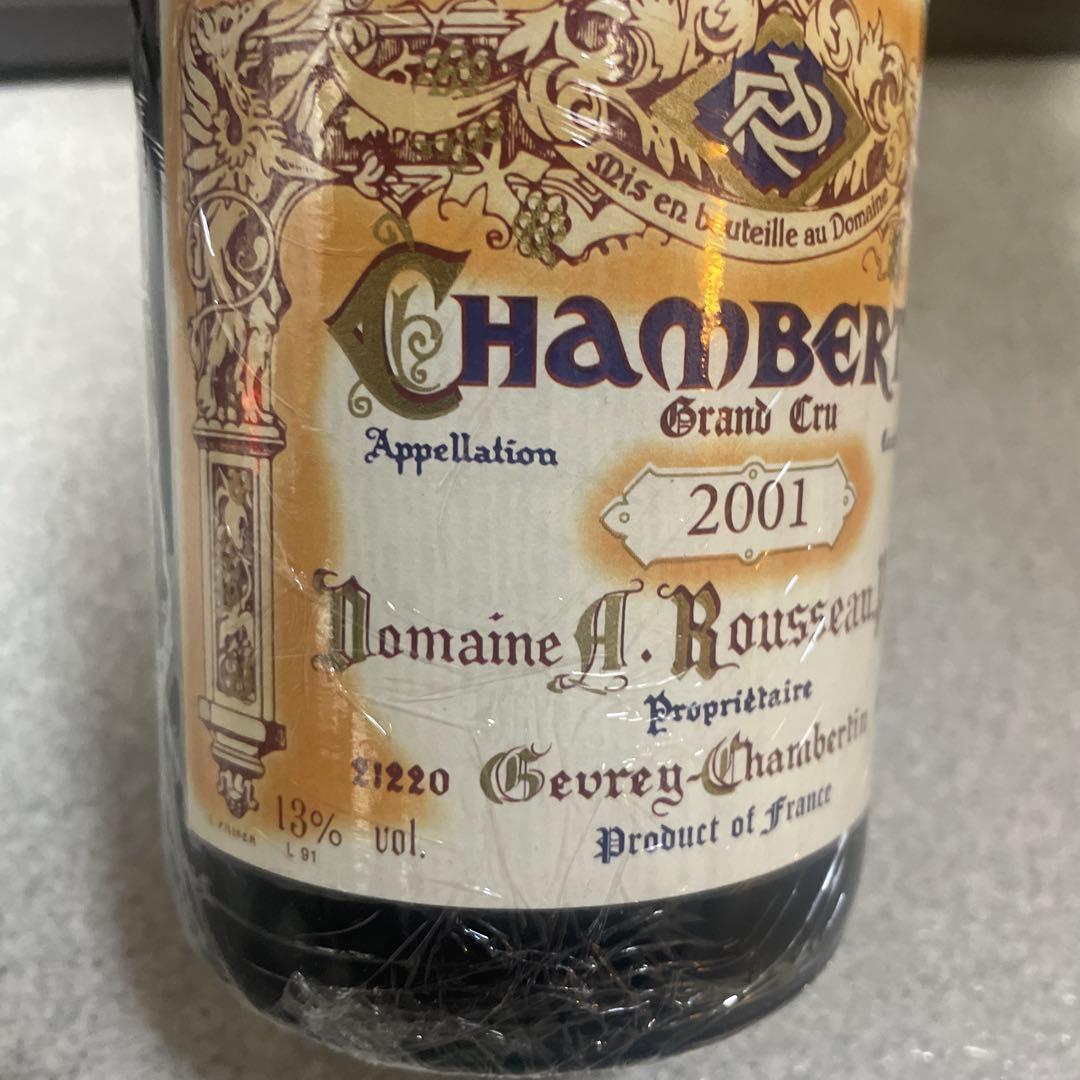 Mis en bouteille au Domaine
CHAMBERT
Grand Cru
Appellation
2001
Domaine A. Rousseau
Propriétaire
21220 Gevrey-Chambertin
13% vol.
Product of France
L 91